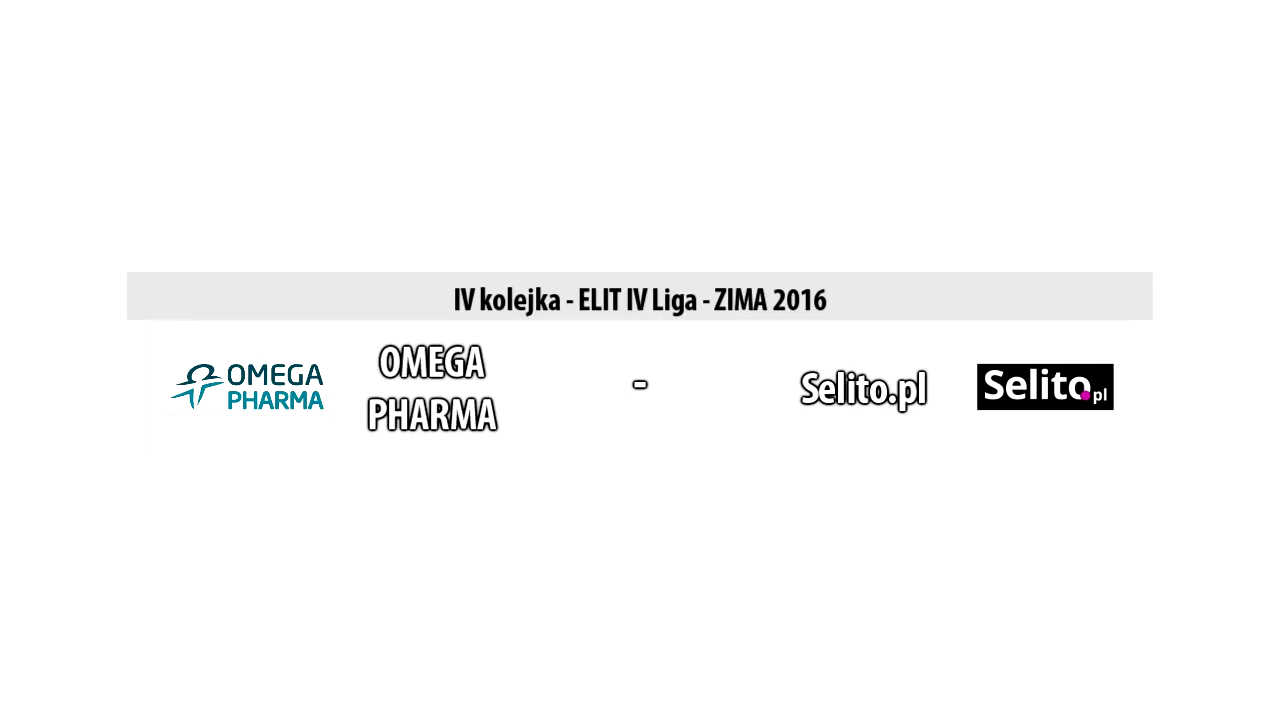 IV kolejka - ELIT IV Liga - ZIMA 2016
OMEGA
PHARMA
OMEGA
PHARMA
-
Selito.pl
Selito.pl